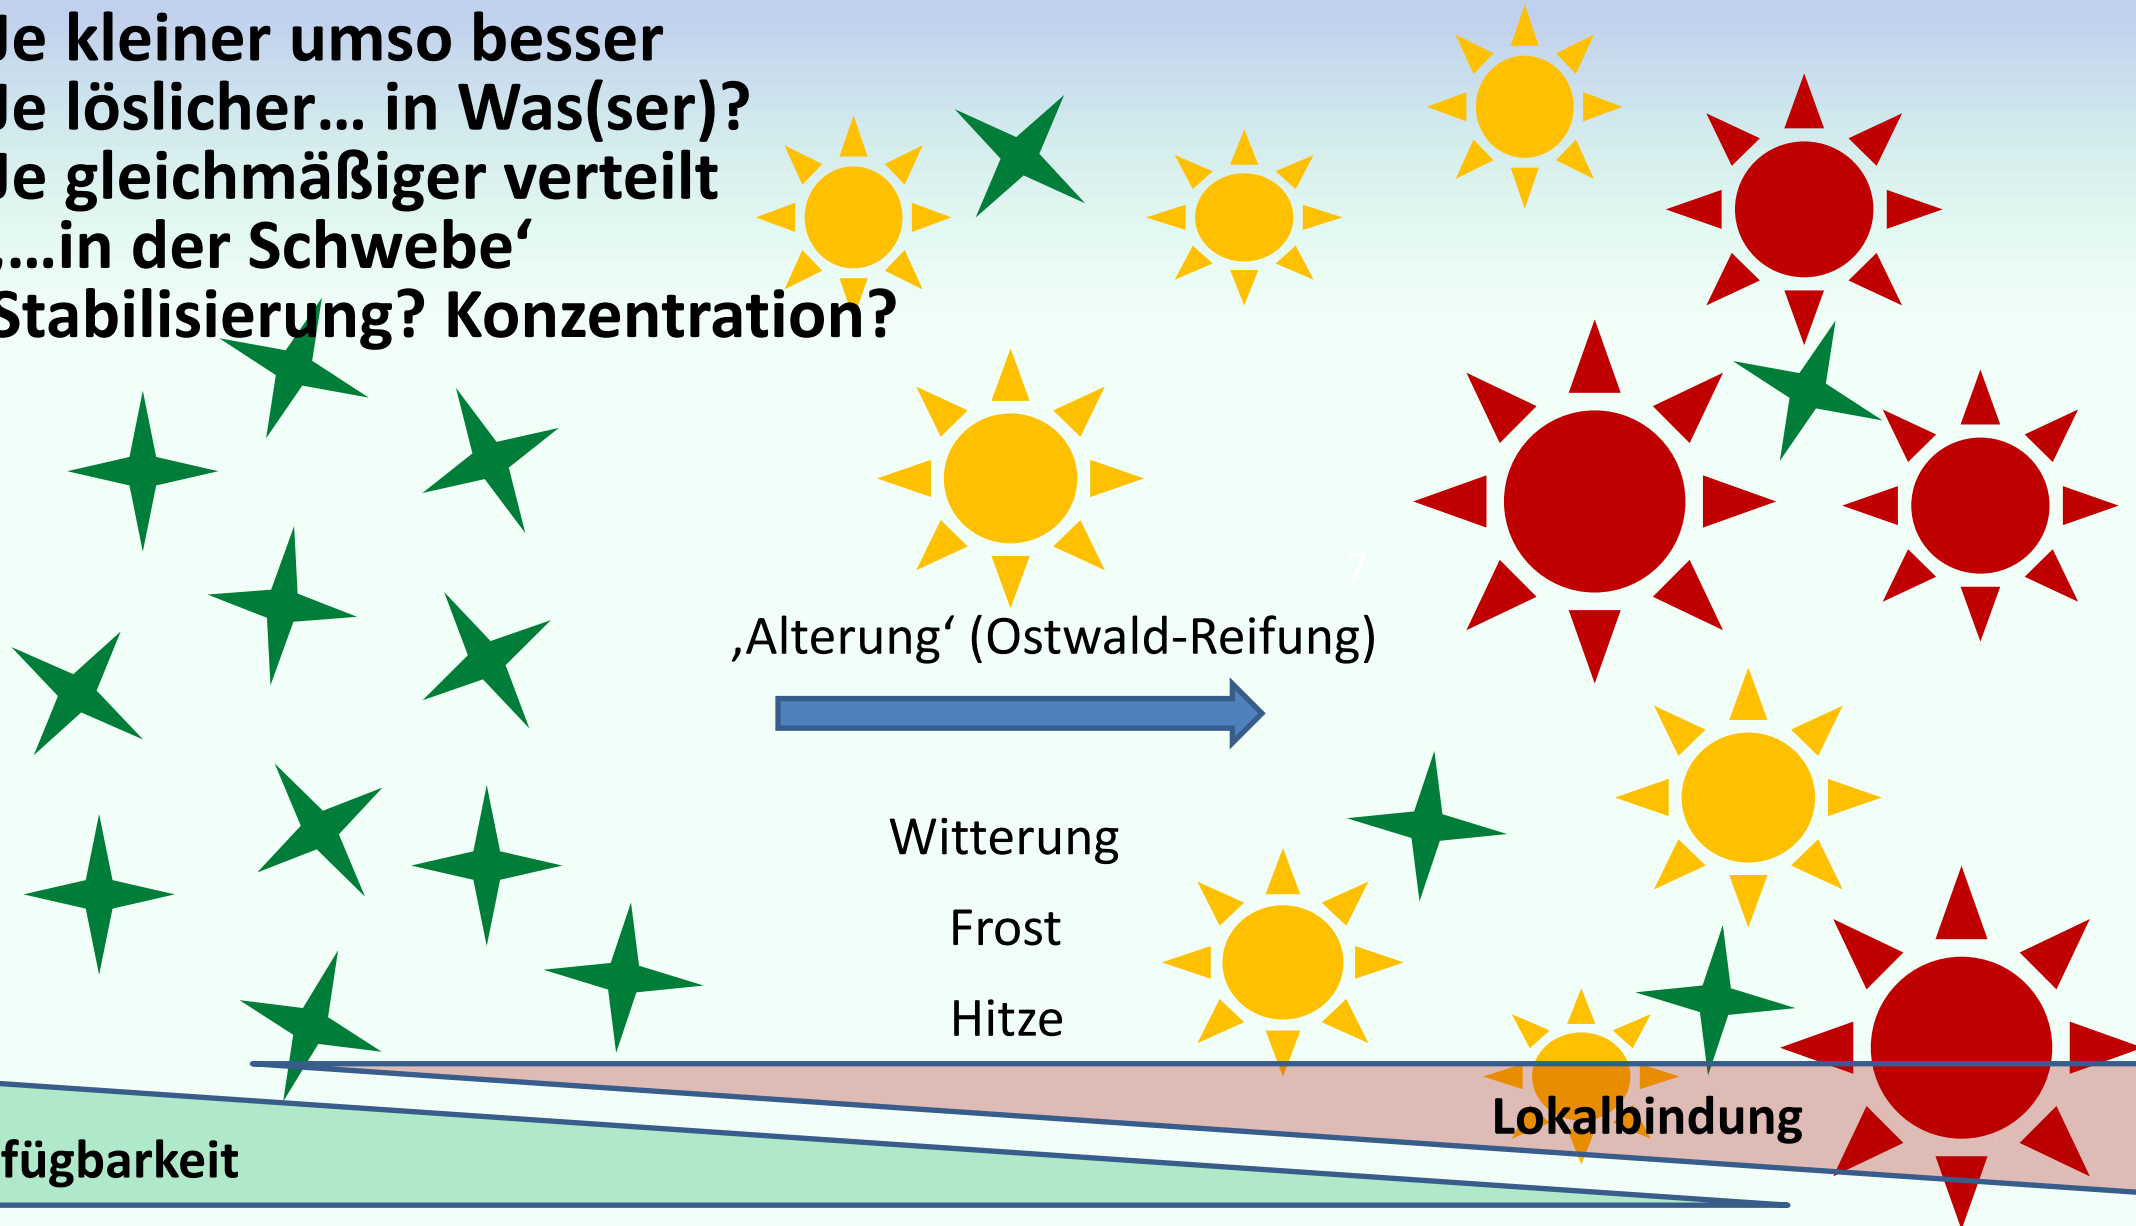 Je kleiner umso besser
Je löslicher… in Was(ser)?
Je gleichmäßiger verteilt
‚…in der Schwebe‘
Stabilisierung? Konzentration?
7
‚Alterung‘ (Ostwald-Reifung)
Witterung
Frost
Hitze
Lokalbindung
fügbarkeit